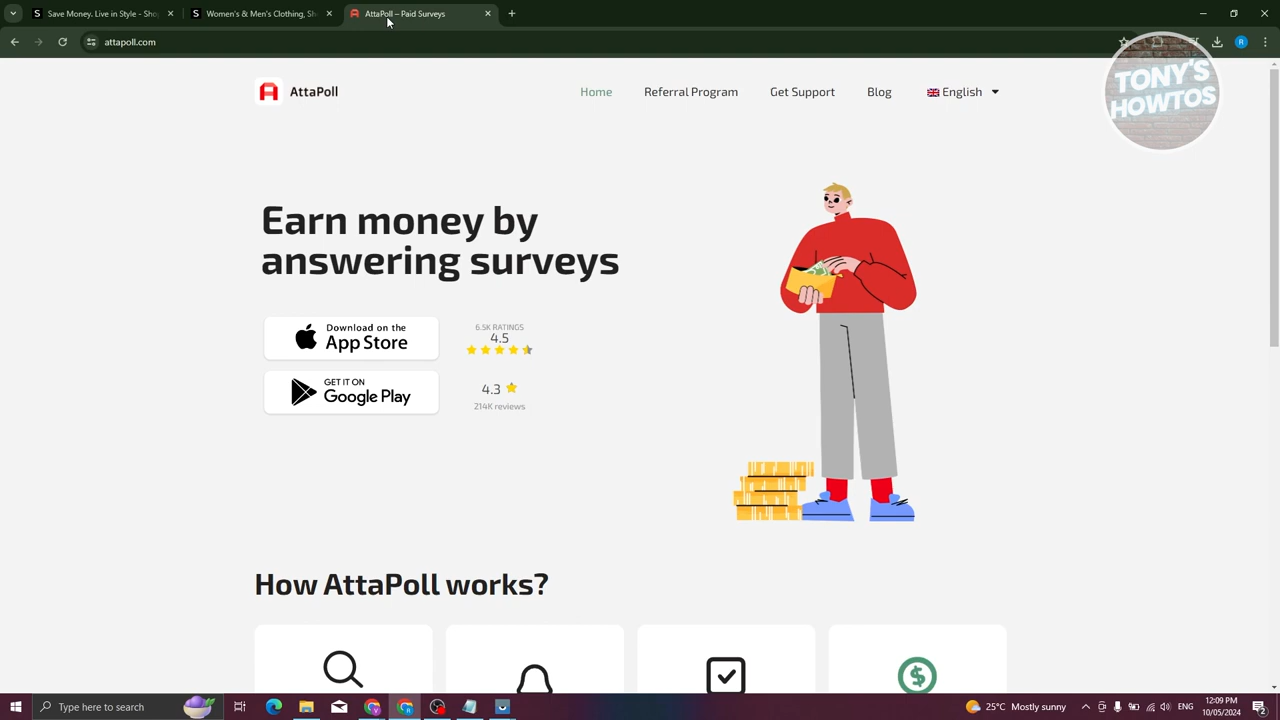 Save Money. Live in Style - Sho
Women's & Men's Clothing, Sh
AttaPoll – Paid Surveys
attapoll.com
R
TONY'S
HOWTOS
AttaPoll
Home
Referral Program
Get Support
Blog
English
Earn money by
answering surveys
Download on the
App Store
6.5K RATINGS
4.5
GET IT ON
Google Play
4.3
214K reviews
How AttaPoll works?
Type here to search
25°C Mostly sunny
12:09 PM
10/05/2024
2